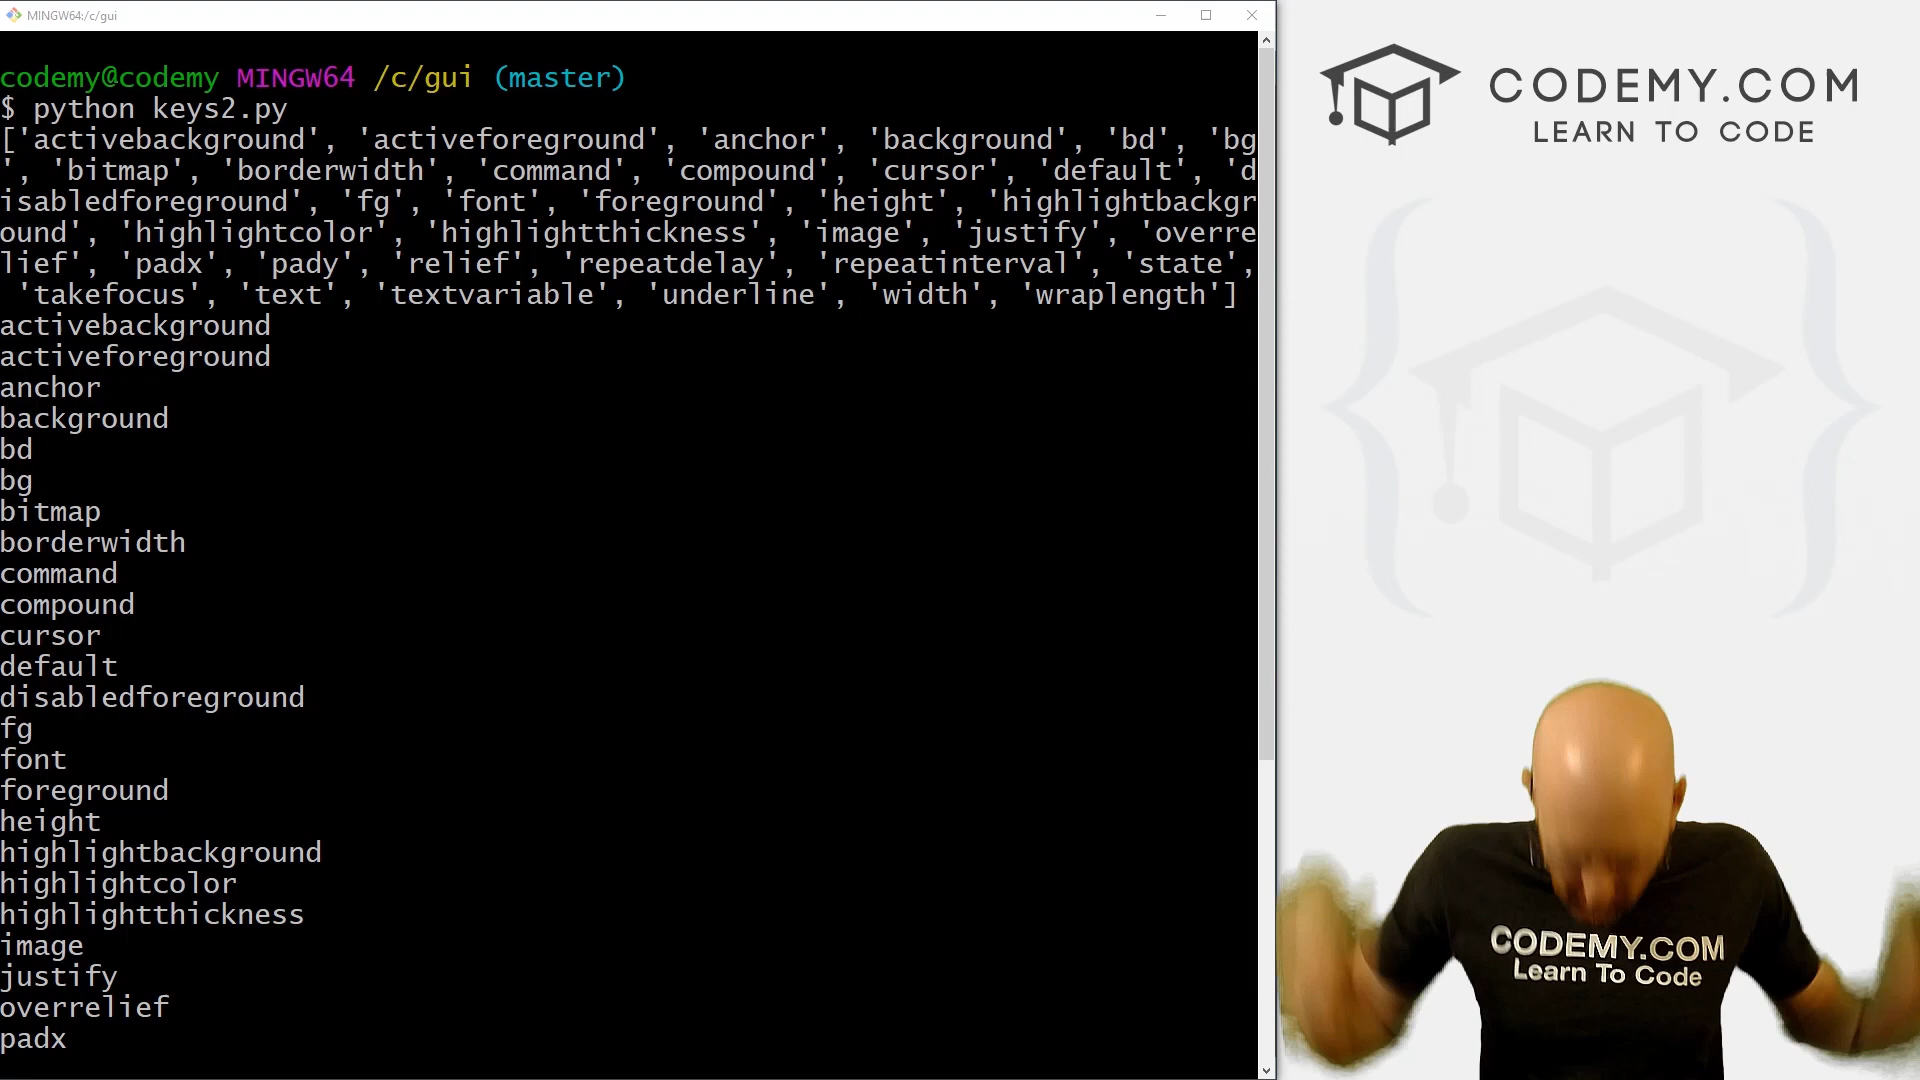 MINGW64:/c/gui
codemy@codemy MINGW64 /c/gui (master)
$ python keys2.py
['activebackground', 'activeforeground', 'anchor', 'background', 'bd', 'bg
', 'bitmap', 'borderwidth', 'command', 'compound', 'cursor', 'default', 'd
isabledforeground', 'fg', 'font', 'foreground', 'height', 'highlightbackgr
ound', 'highlightcolor', 'highlightthickness', 'image', 'justify', 'overre
lief', 'padx', 'pady', 'relief', 'repeatdelay', 'repeatinterval', 'state',
 'takefocus', 'text', 'textvariable', 'underline', 'width', 'wraplength']
activebackground
activeforeground
anchor
background
bd
bg
bitmap
borderwidth
command
compound
cursor
default
disabledforeground
fg
font
foreground
height
highlightbackground
highlightcolor
highlightthickness
image
justify
overrelief
padx
CODEMY.COM
LEARN TO CODE
CODEMY.COM
Learn To Code